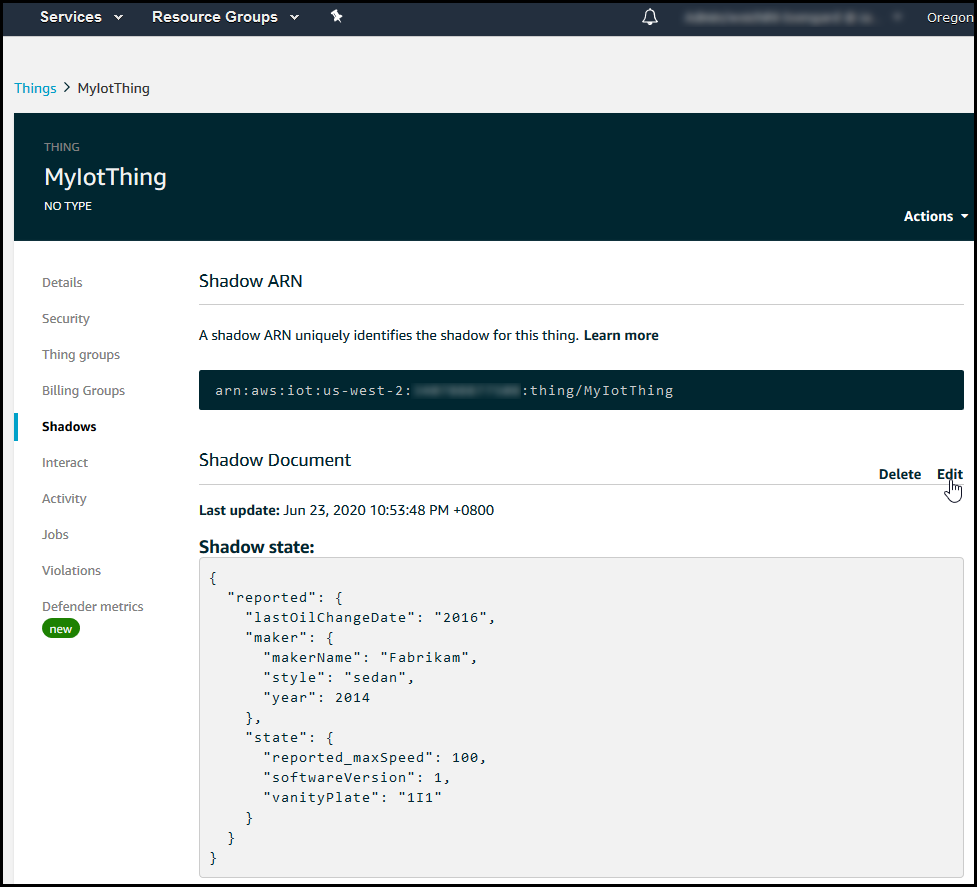 Services Resource Groups Oregon
Things > MyIotThing
THING
MyIotThing
NO TYPE
Actions
Details
Security
Thing groups
Billing Groups
Shadows
Interact
Activity
Jobs
Violations
Defender metrics
new
Shadow ARN
A shadow ARN uniquely identifies the shadow for this thing. Learn more
arn:aws:iot:us-west-2: :thing/MyIotThing
Shadow Document
Delete Edit
Last update: Jun 23, 2020 10:53:48 PM +0800
Shadow state:
{
"reported": {
"lastOilChangeDate": "2016",
"maker": {
"makerName": "Fabrikam",
"style": "sedan",
"year": 2014
},
"state": {
"reported_maxSpeed": 100,
"softwareVersion": 1,
"vanityPlate": "1I1"
}
}
}